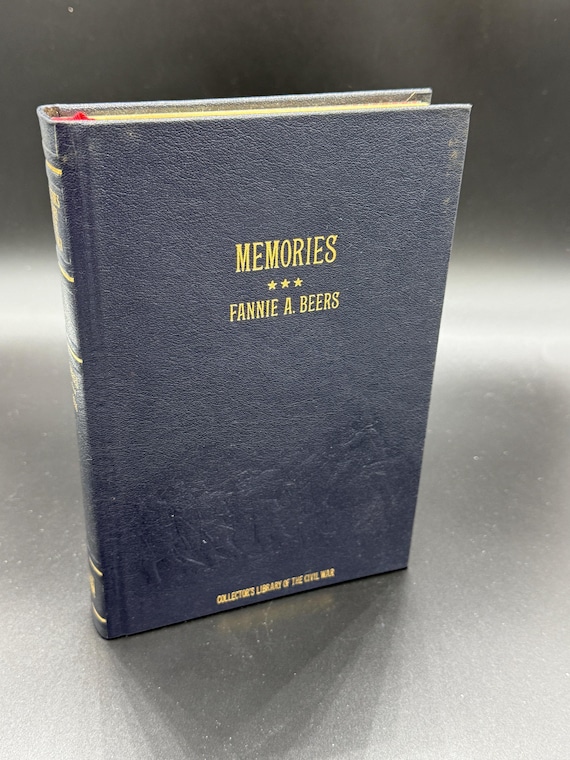 MEMORIES
★★★
FANNIE A. BEERS
COLLECTOR'S LIBRARY OF THE CIVIL WAR